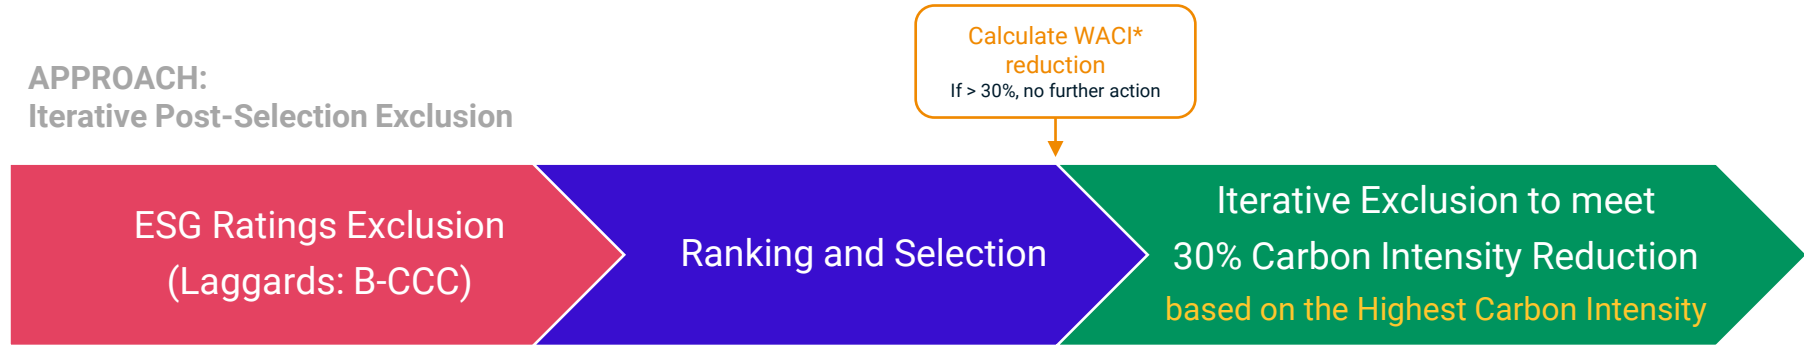 APPROACH:
Iterative Post-Selection Exclusion
Calculate WACI*
reduction
If > 30%, no further action
ESG Ratings Exclusion
(Laggards: B-CCC)
Ranking and Selection
Iterative Exclusion to meet
30% Carbon Intensity Reduction
based on the Highest Carbon Intensity